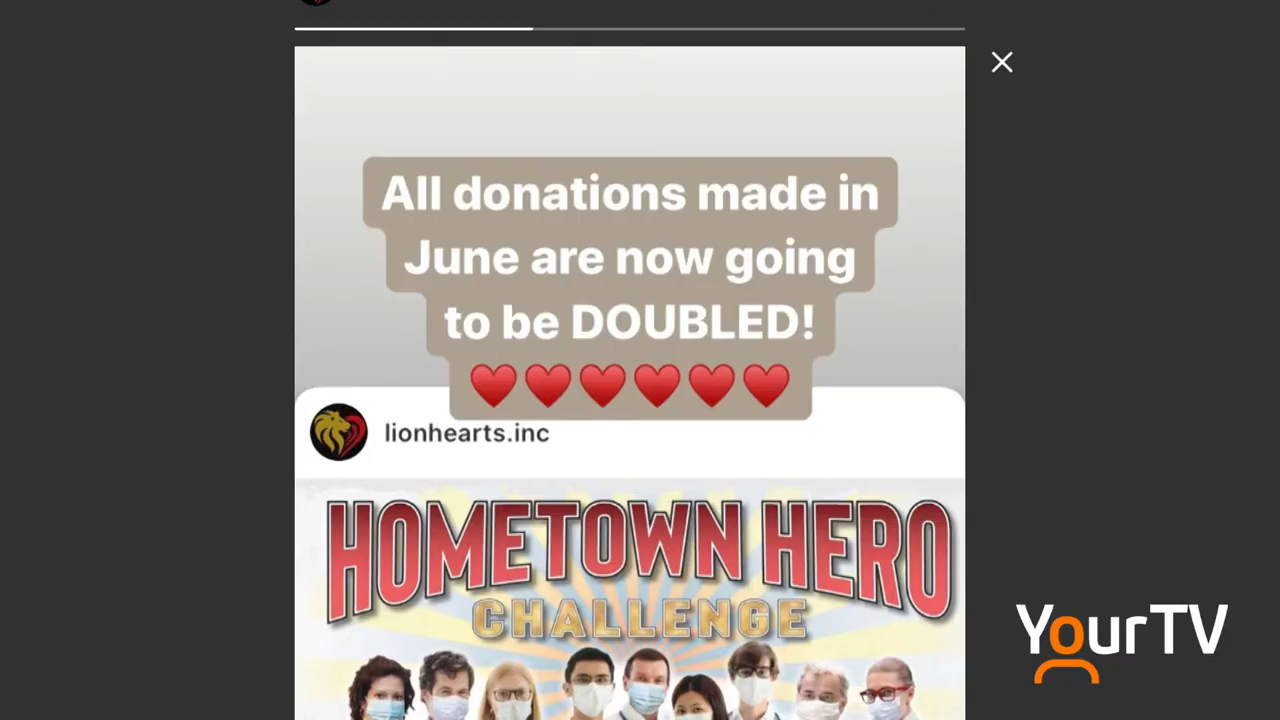 All donations made in
June are now going
to be DOUBLED!
lionhearts.inc
HOMETOWN HERO
CHALLENGE
YourTV